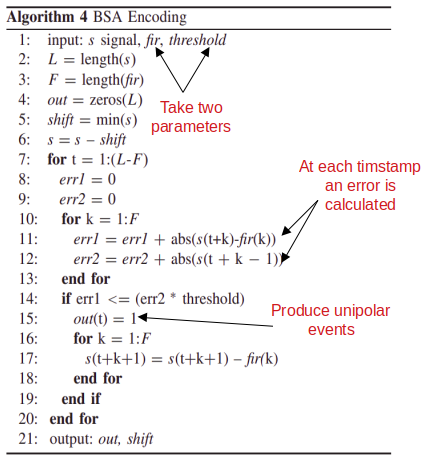 Algorithm 4 BSA Encoding
1: input: s signal, fir, threshold
2: L = length(s)
3: F = length(fir)
4: out = zeros(L)
5: shift = min(s)
6: s = s – shift
7: for t = 1:(L-F)
8: err1 = 0
9: err2 = 0
10: for k = 1:F
11: err1 = err1 + abs(s(t+k)-fir(k))
12: err2 = err2 + abs(s(t + k – 1))
13: end for
14: if err1 <= (err2 * threshold)
15: out(t) = 1
16: for k = 1:F
17: s(t+k+1) = s(t+k+1) – fir(k)
18: end for
19: end if
20: end for
21: output: out, shift
Take two
parameters
At each timstamp
an error is
calculated
Produce unipolar
events